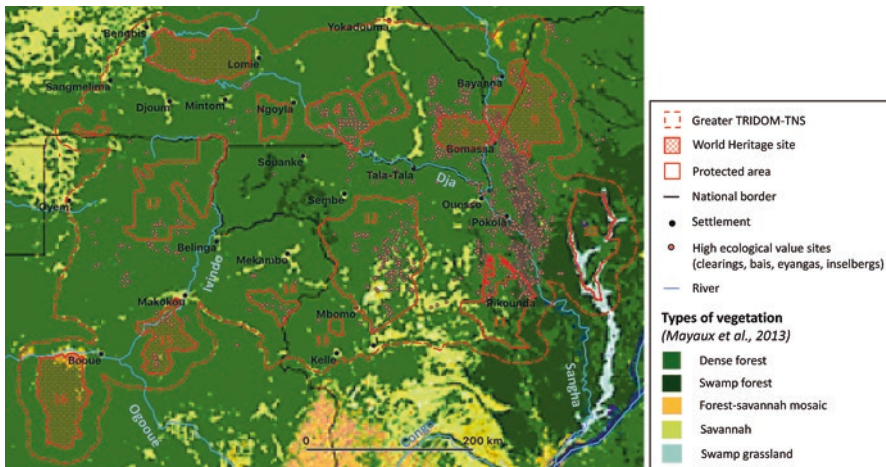 Bengbis
Yokadouma
Lomie
Sangmelima
Bayanna
Djoum
Mintom
Ngoyla
Bomassa
Souanke
Tala-Tala
Dja
Sembe
Ouesso
Oyem
Pokola
12
Belinga
Mekambo
Ivindo
Makokou
Mbomo
Pikounda
Booue
Kelle
Sangha
Ogooue
Congo
0
200 km
Greater TRIDOM-TNS
World Heritage site
Protected area
National border
Settlement
High ecological value sites
(clearings, bais, eyangas, inselbergs)
River
Types of vegetation
(Mayaux et al., 2013)
Dense forest
Swamp forest
Forest-savannah mosaic
Savannah
Swamp grassland